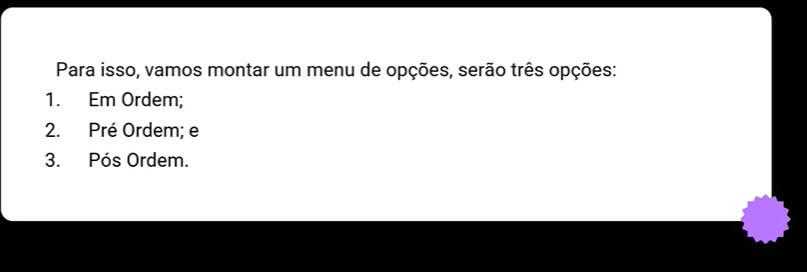 Para isso, vamos montar um menu de opções, serão três opções:
1. Em Ordem;
2. Pré Ordem; e
3. Pós Ordem.